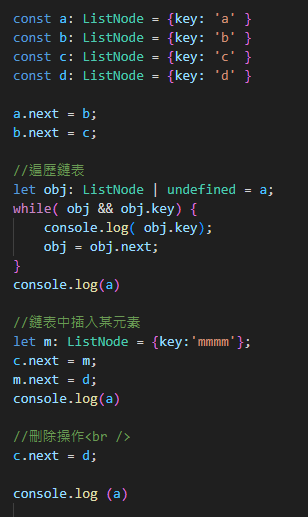 const a: ListNode = {key: 'a' }
const b: ListNode = {key: 'b' }
const c: ListNode = {key: 'c' }
const d: ListNode = {key: 'd' }
a.next = b;
b.next = c;
//遍歷鏈表
let obj: ListNode | undefined = a;
while( obj && obj.key) {
console.log( obj.key);
obj = obj.next;
}
console.log(a)
//鏈表中插入某元素
let m: ListNode = {key:'mmmm'};
c.next = m;
m.next = d;
console.log(a)
//刪除操作<br />
c.next = d;
console.log (a)